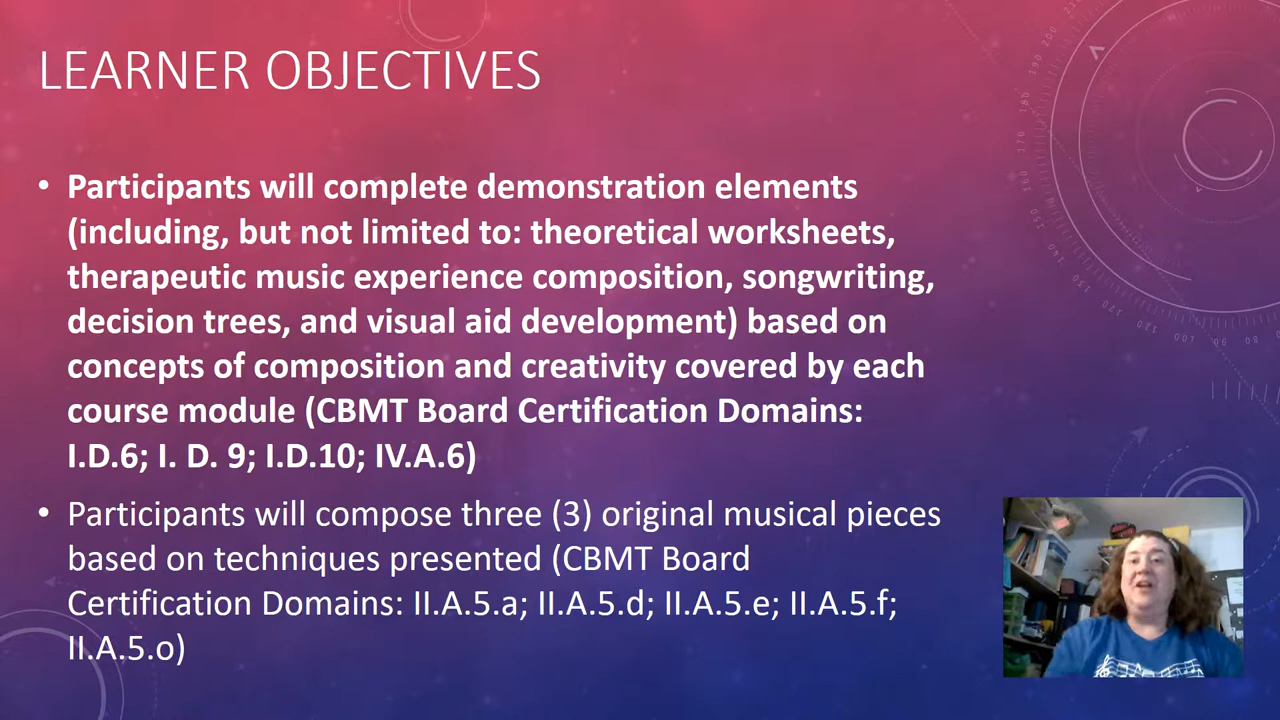 LEARNER OBJECTIVES
• Participants will complete demonstration elements
(including, but not limited to: theoretical worksheets,
therapeutic music experience composition, songwriting,
decision trees, and visual aid development) based on
concepts of composition and creativity covered by each
course module (CBMT Board Certification Domains:
I.D.6; I. D. 9; I.D.10; IV.A.6)
• Participants will compose three (3) original musical pieces
based on techniques presented (CBMT Board
Certification Domains: II.A.5.a; II.A.5.d; II.A.5.e; II.A.5.f;
II.A.5.o)